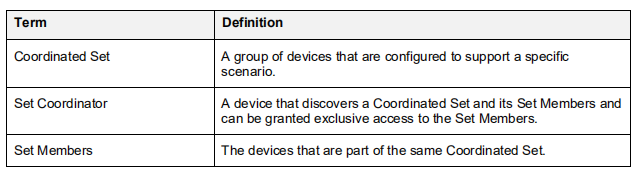 Term Definition
Coordinated Set A group of devices that are configured to support a specific
scenario.
Set Coordinator A device that discovers a Coordinated Set and its Set Members and
can be granted exclusive access to the Set Members.
Set Members The devices that are part of the same Coordinated Set.